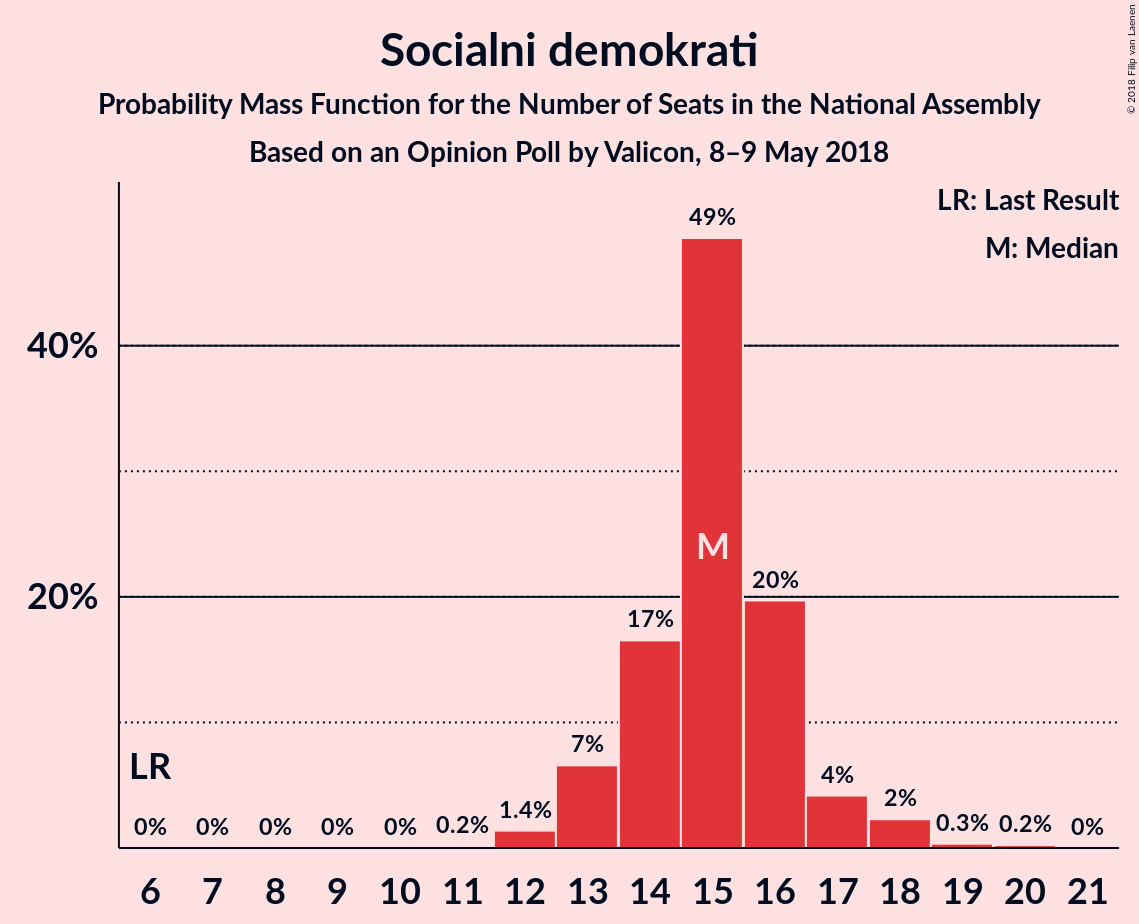 Socialni demokrati
Probability Mass Function for the Number of Seats in the National Assembly
Based on an Opinion Poll by Valicon, 8–9 May 2018
© 2018 Filip van Laenen
LR: Last Result
M: Median
49%
40%
M
20%
20%
17%
7%
LR
4%
2%
1.4%
0% 0% 0% 0% 0% 0.2% 0.3% 0.2% 0%
6 7 8 9 10 11 12 13 14 15 16 17 18 19 20 21